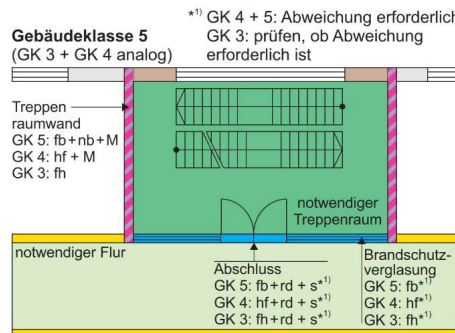 *1) GK 4 + 5: Abweichung erforderlich
GK 3: prüfen, ob Abweichung
erforderlich ist
Gebäudeklasse 5
(GK 3 + GK 4 analog)
Treppen
raumwand
GK 5: fb+nb+M
GK 4: hf + M
GK 3: fh
notwendiger
Treppenraum
notwendiger Flur
Abschluss
GK 5: fb+rd + s*1)
GK 4: hf+rd + s*1)
GK 3: fh+rd + s*1)
Brandschutz-
verglasung
GK 5: fb*1)
GK 4: hf*1)
GK 3: fh*1)